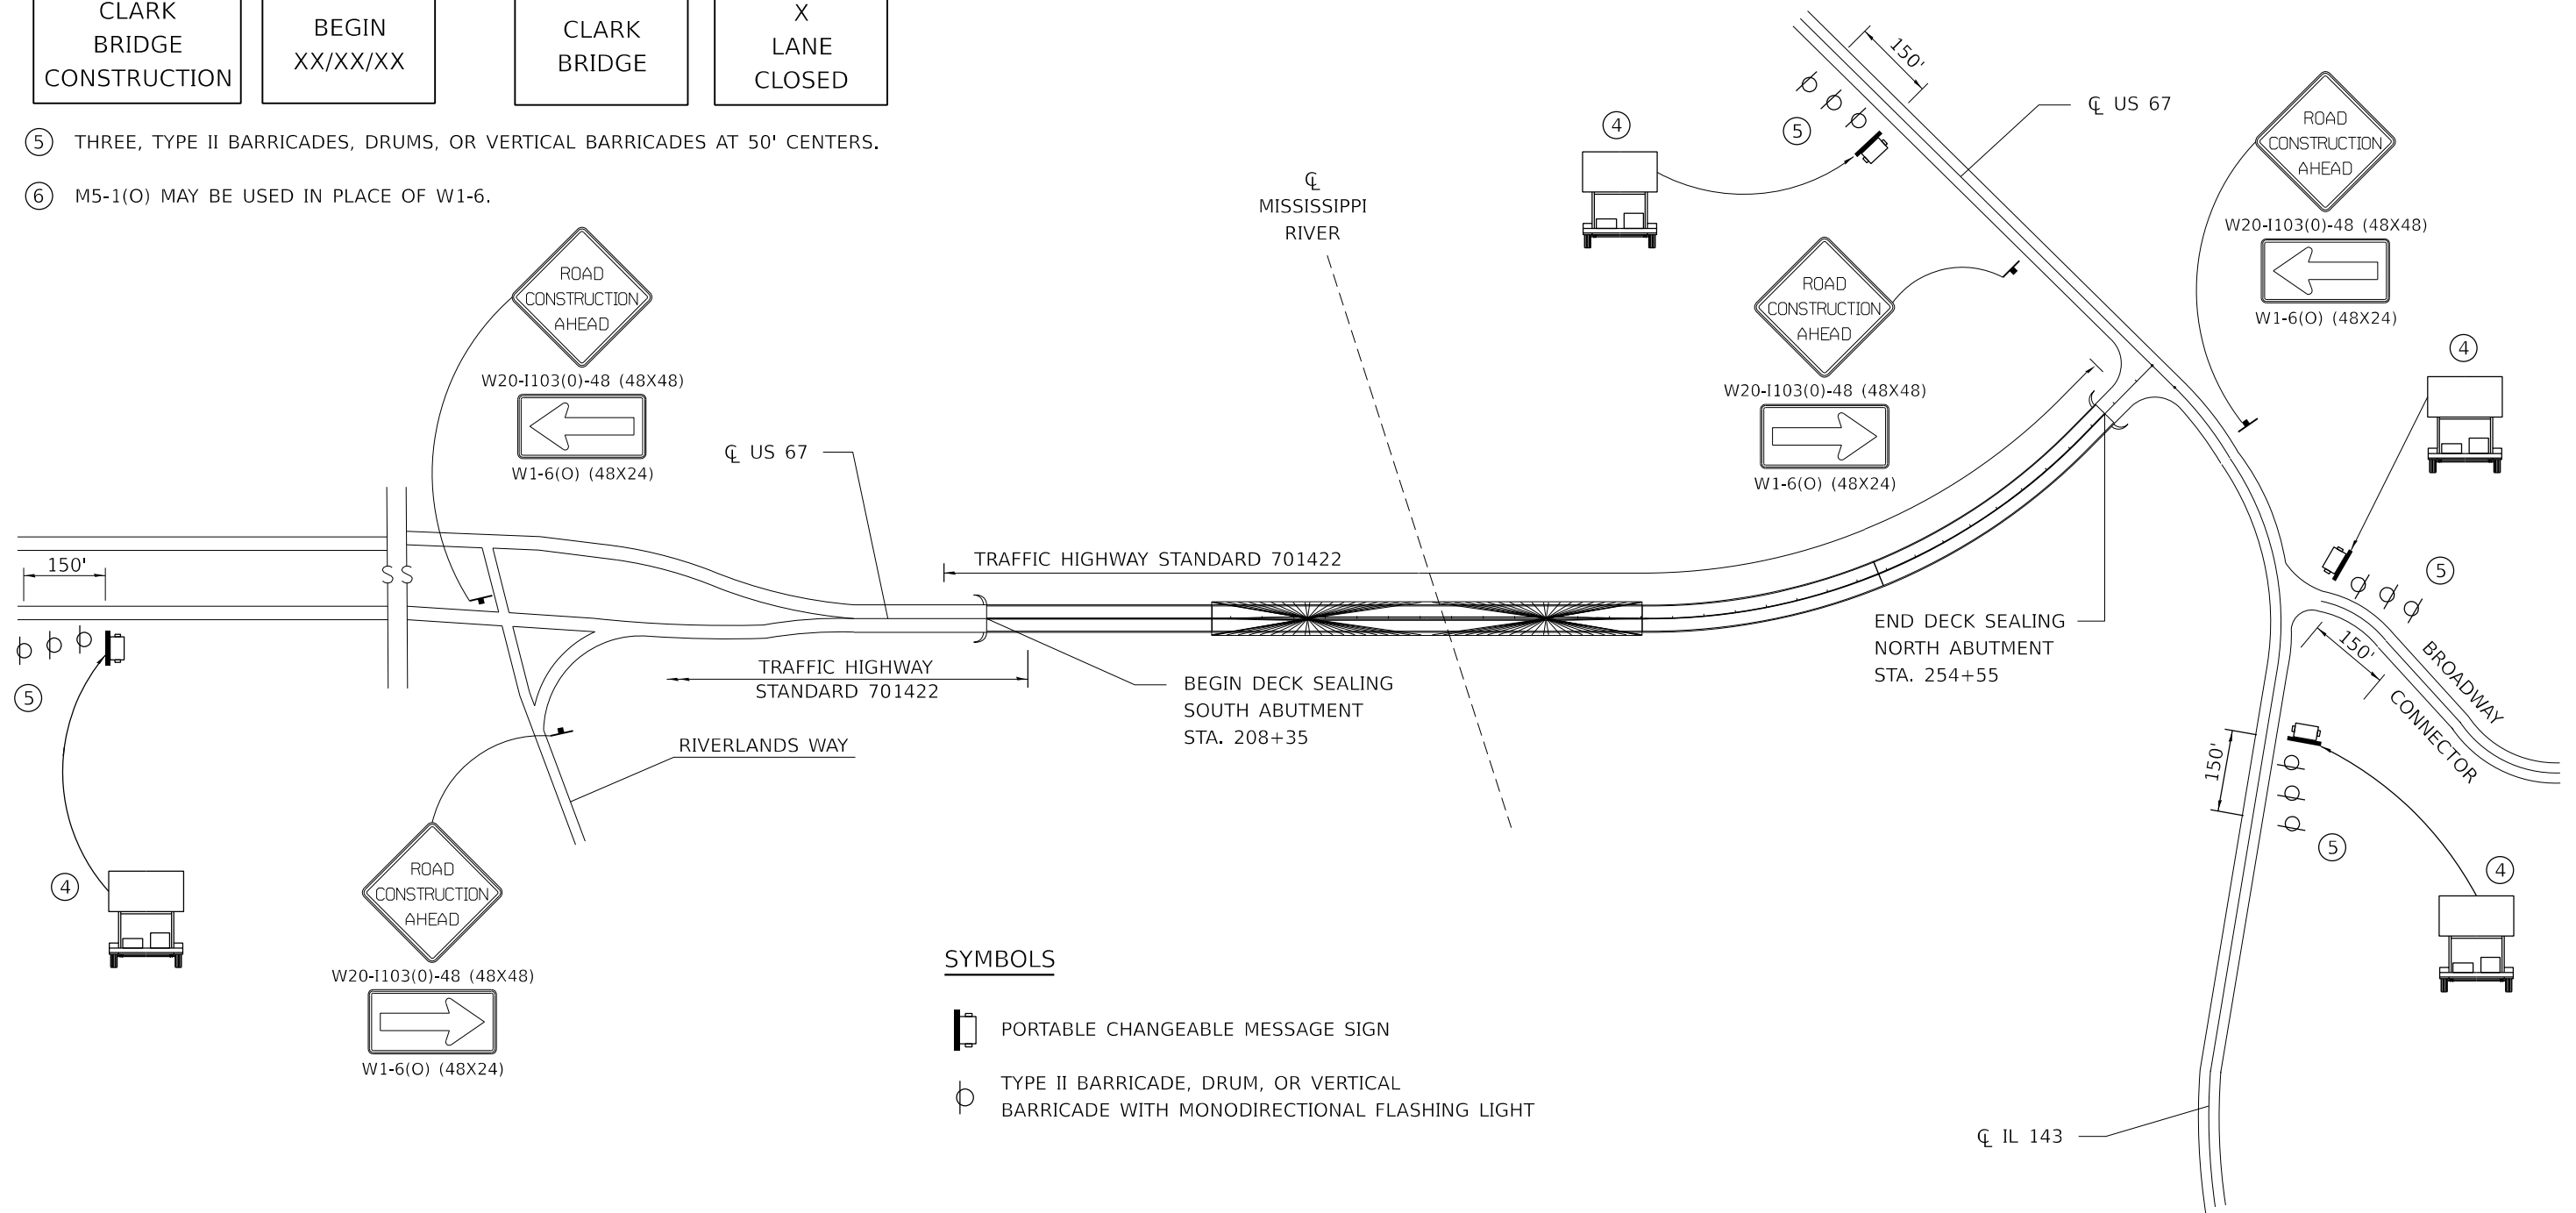 CLARK
BRIDGE
CONSTRUCTION
BEGIN
XX/XX/XX
CLARK
BRIDGE
X
LANE
CLOSED
5 THREE, TYPE II BARRICADES, DRUMS, OR VERTICAL BARRICADES AT 50' CENTERS.
6 M5-1(O) MAY BE USED IN PLACE OF W1-6.
ROAD
CONSTRUCTION
AHEAD
W20-I103(0)-48 (48X48)
W1-6(O) (48X24)
℄ US 67
150'
5
4
TRAFFIC HIGHWAY STANDARD 701422
TRAFFIC HIGHWAY
STANDARD 701422
RIVERLANDS WAY
ROAD
CONSTRUCTION
AHEAD
W20-I103(0)-48 (48X48)
W1-6(O) (48X24)
BEGIN DECK SEALING
SOUTH ABUTMENT
STA. 208+35
℄
MISSISSIPPI
RIVER
4
5
150'
℄ US 67
ROAD
CONSTRUCTION
AHEAD
W20-I103(0)-48 (48X48)
W1-6(O) (48X24)
ROAD
CONSTRUCTION
AHEAD
W20-I103(0)-48 (48X48)
W1-6(O) (48X24)
4
5
END DECK SEALING
NORTH ABUTMENT
STA. 254+55
150'
BROADWAY
CONNECTOR
150'
5
4
℄ IL 143
SYMBOLS
PORTABLE CHANGEABLE MESSAGE SIGN
TYPE II BARRICADE, DRUM, OR VERTICAL
BARRICADE WITH MONODIRECTIONAL FLASHING LIGHT